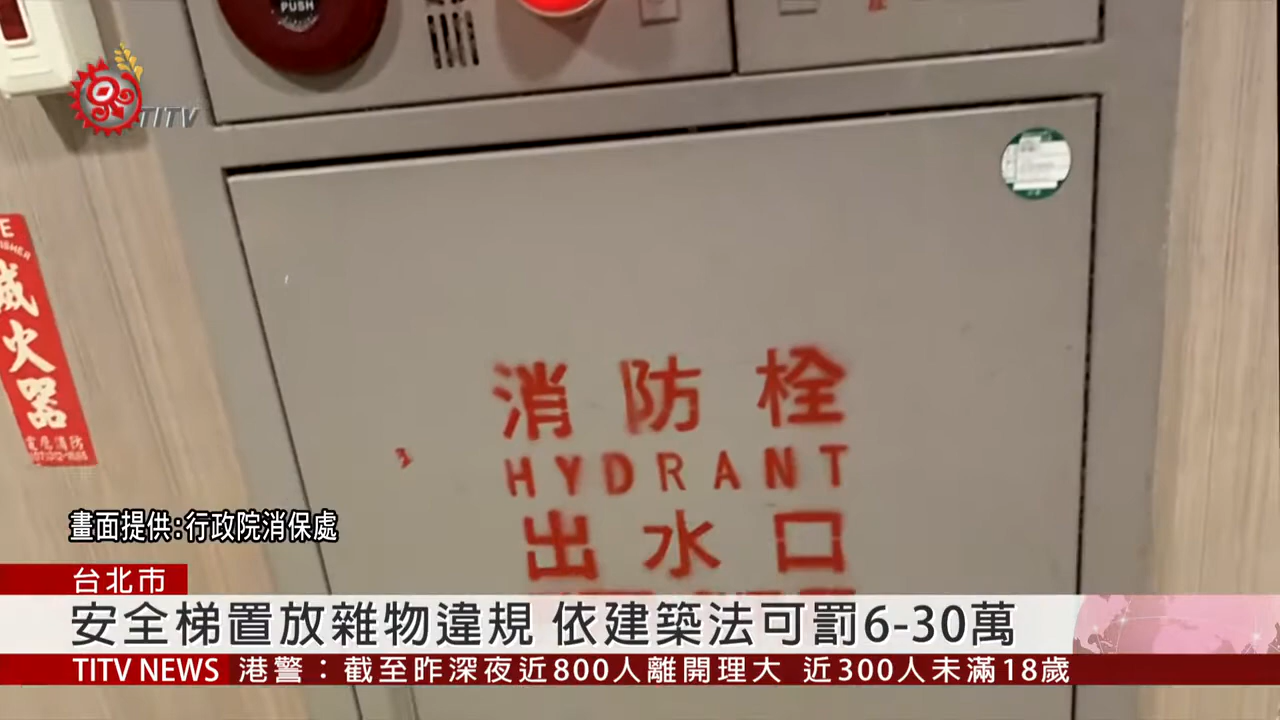 PUSH
TITV
滅火器
消防栓
HYDRANT
出水口
畫面提供:行政院消保處
台北市
安全梯置放雜物違規 依建築法可罰6-30萬
TITV NEWS 港警：截至昨深夜近800人離開理大 近300人未滿18歲